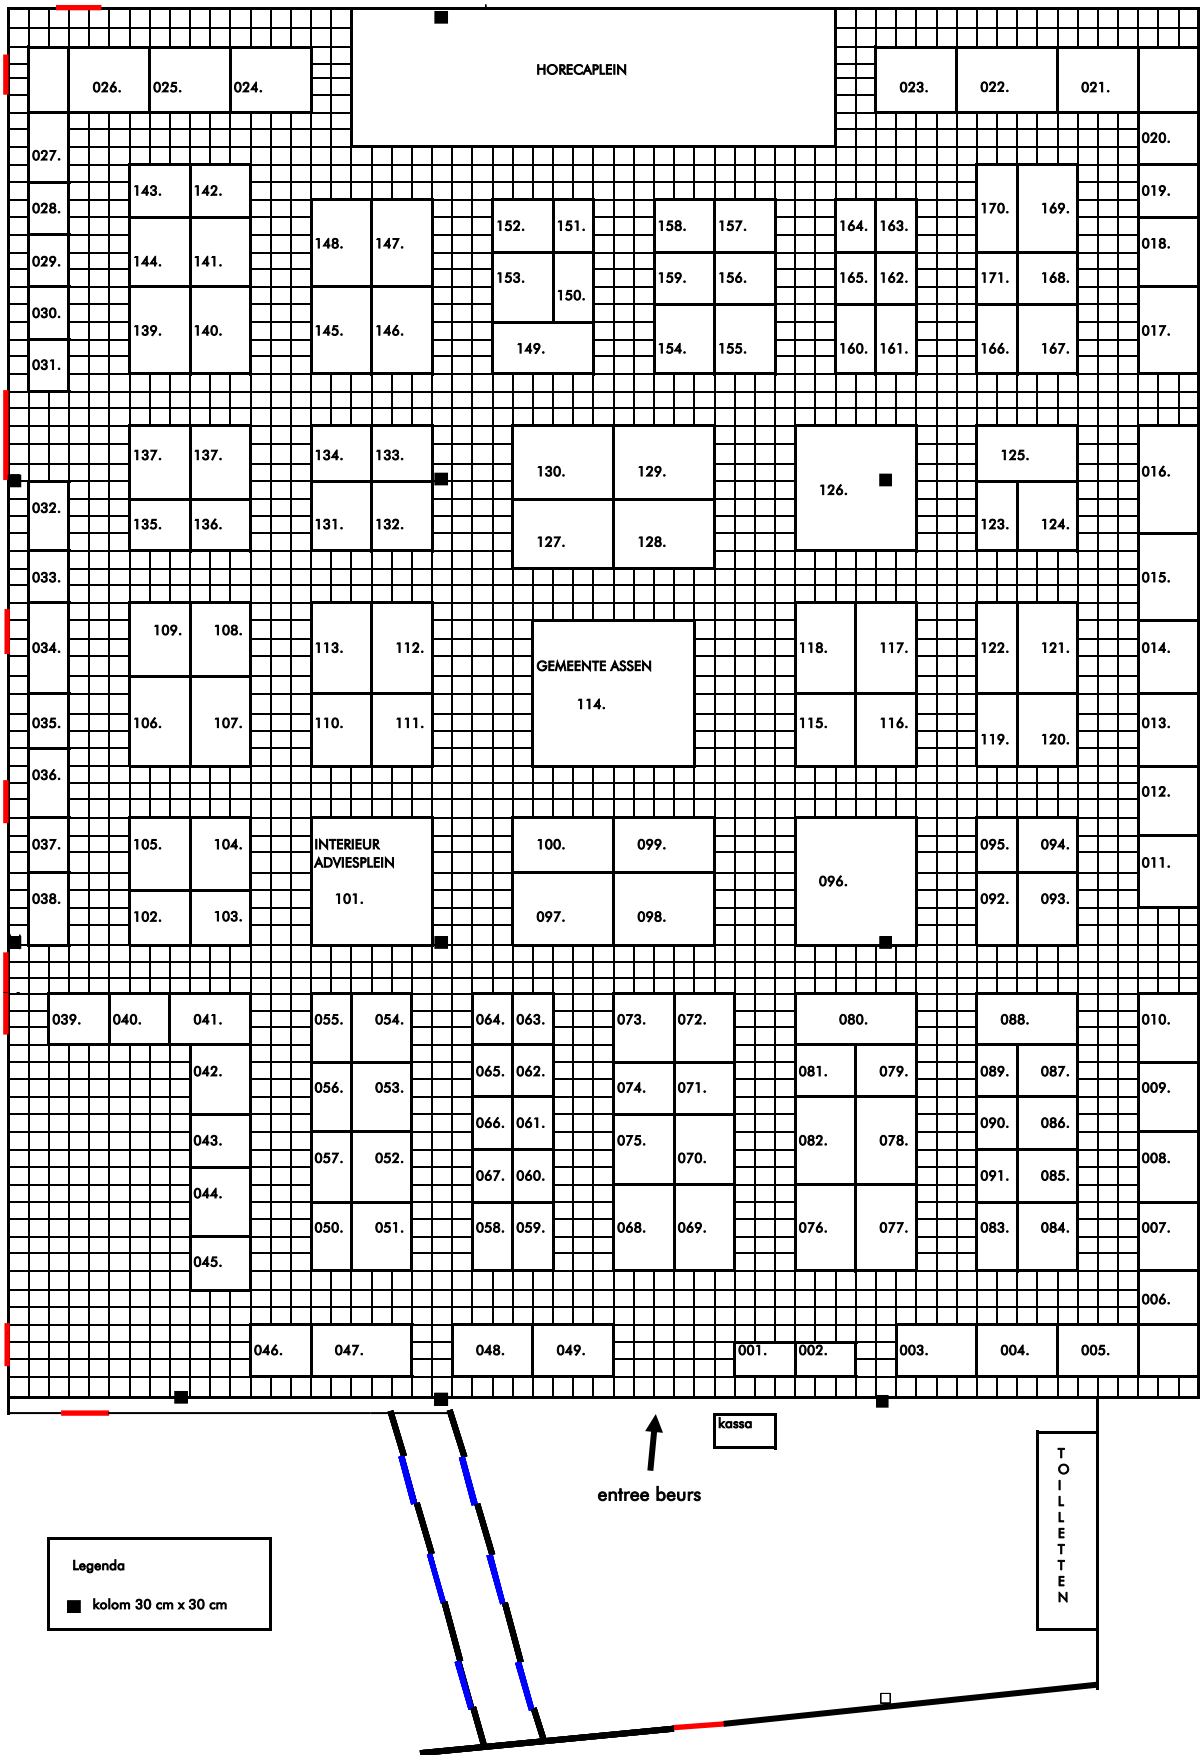 HORECAPLEIN
026. 025. 024. 023. 022. 021.
020.
027.
143. 142. 019.
028. 170. 169.
152. 151. 158. 157. 164. 163.
148. 147. 018.
029. 144. 141.
153. 159. 156. 165. 162. 171. 168.
150.
030.
139. 140. 145. 146. 017.
149. 154. 155. 160. 161. 166. 167.
031.
137. 137. 134. 133. 125.
130. 129. 016.
126.
032.
135. 136. 131. 132. 123. 124.
127. 128.
033. 015.
109. 108.
034. 113. 112. 118. 117. 122. 121. 014.
GEMEENTE ASSEN
114.
035. 106. 107. 110. 111. 115. 116. 013.
119. 120.
036.
012.
037. 105. 104. INTERIEUR 100. 099. 095. 094.
ADVIESPLEIN 011.
096.
038. 101. 092. 093.
102. 103. 097. 098.
039. 040. 041. 055. 054. 064. 063. 073. 072. 080. 088. 010.
042. 065. 062. 081. 079. 089. 087. 009.
056. 053. 074. 071.
066. 061. 090. 086.
043. 075. 082. 078.
057. 052. 070. 008.
067. 060. 091. 085.
044.
050. 051. 058. 059. 068. 069. 076. 077. 083. 084. 007.
045.
006.
046. 047. 048. 049. 001. 002. 003. 004. 005.
kassa
entree beurs
T
O
I
L
L
E
T
T
E
N
Legenda
kolom 30 cm x 30 cm